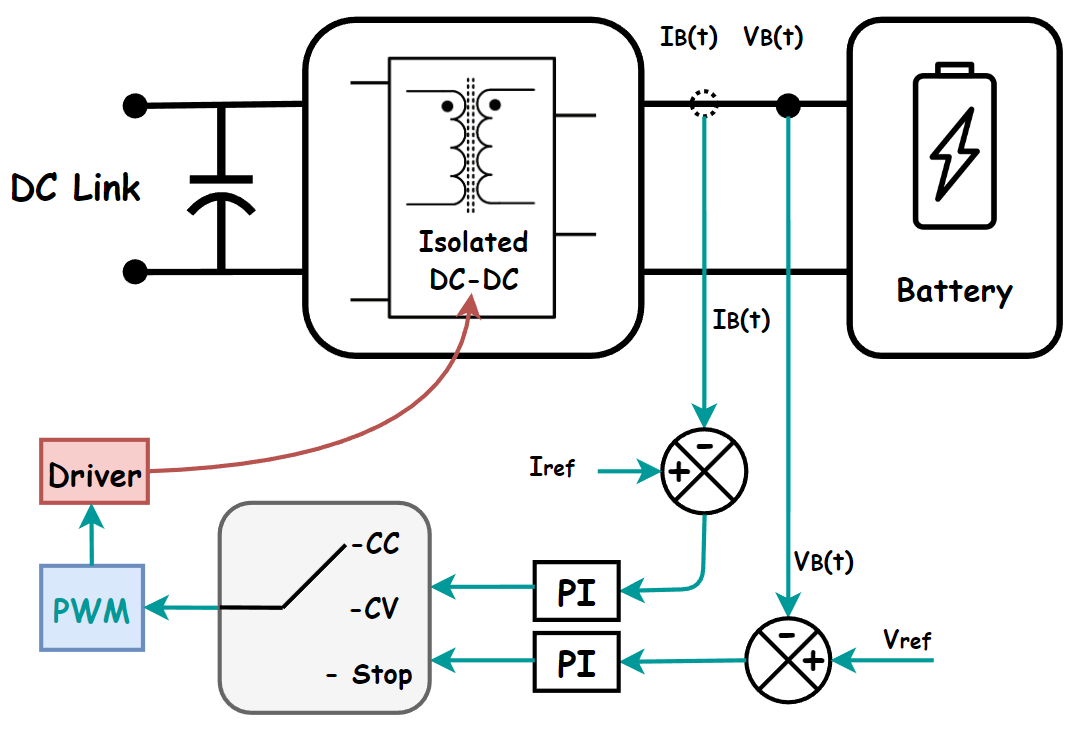 IB(t) VB(t)
DC Link
Isolated
DC-DC
Battery
IB(t)
Iref
+
-
Driver
-CC
VB(t)
PI
PWM
-CV
-
+
Vref
PI
- Stop